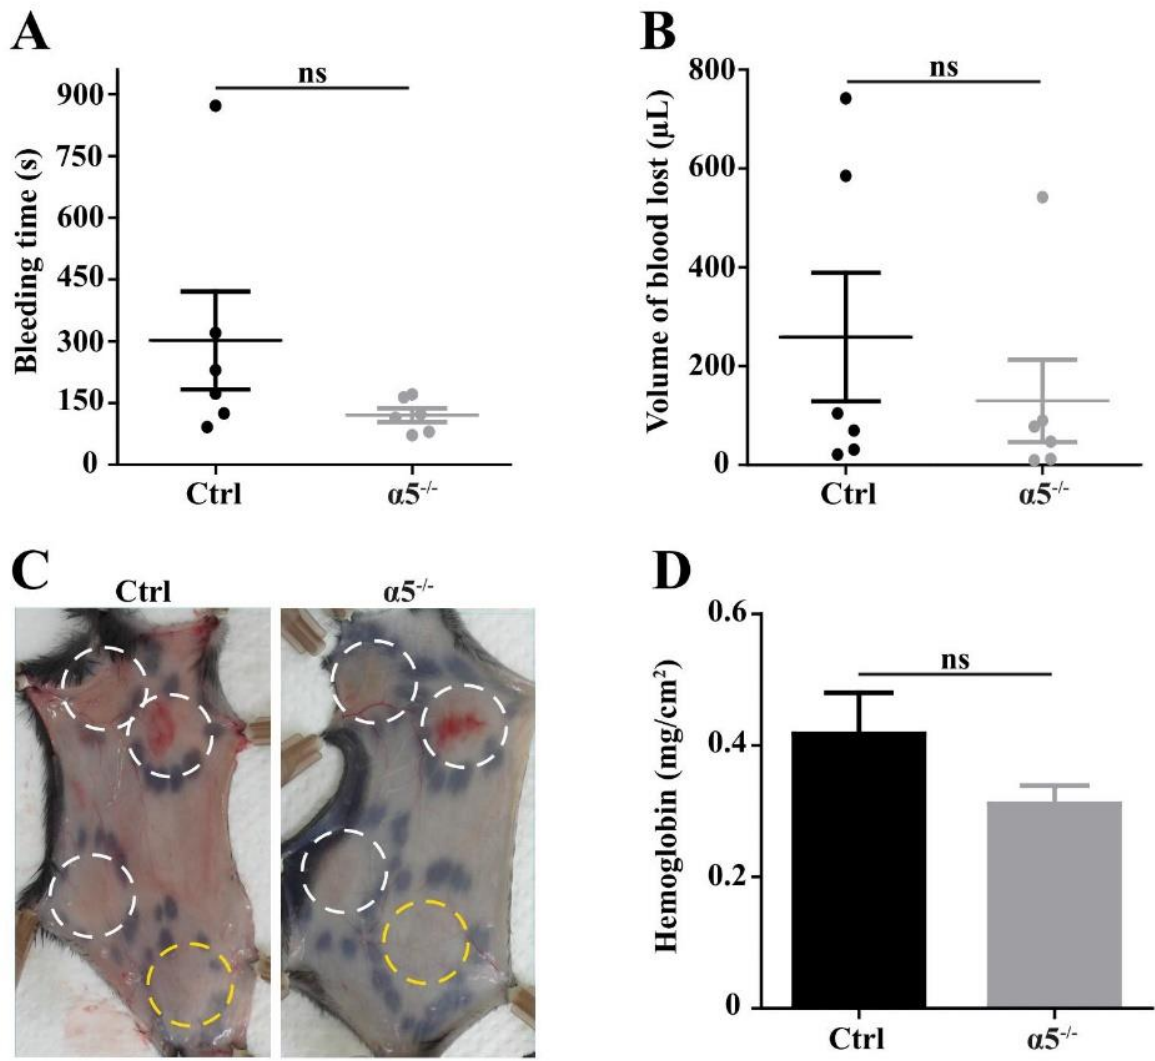 A
ns
900
750
600
450
300
150
0
Bleeding time (s)
Ctrl
α5-/-
B
ns
800
600
400
200
0
Volume of blood lost (µL)
Ctrl
α5-/-
C
Ctrl
α5-/-
D
ns
0.6
0.4
0.2
0
Hemoglobin (mg/cm²)
Ctrl
α5-/-